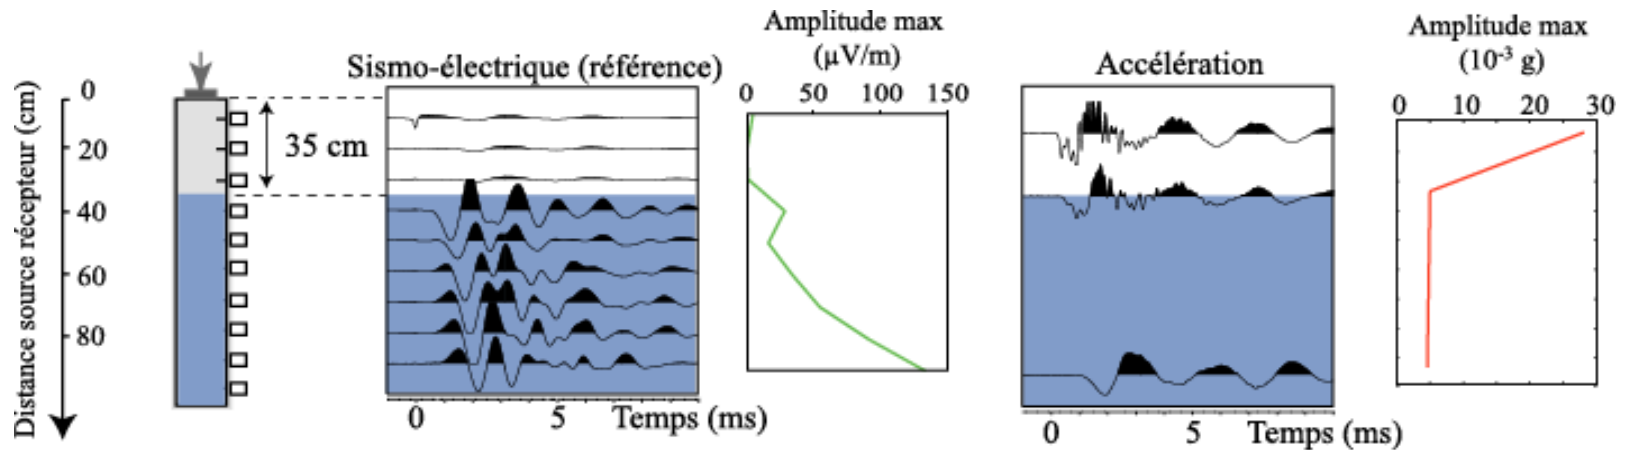 Distance source récepteur (cm)
0
20
40
60
80
35 cm
Sismo-électrique (référence)
0
5
Temps (ms)
Amplitude max
(µV/m)
0
50
100
150
Accélération
0
5
Temps (ms)
Amplitude max
(10⁻³ g)
0
10
20
30